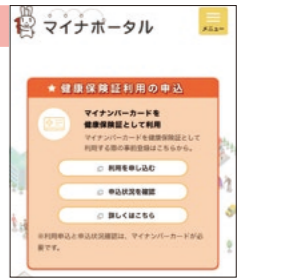 マイナポータル
メニュー
★健康保険証利用の申込
マイナンバーカードを
健康保険証として利用
マイナンバーカードを健康保険証として
利用する際の事前登録はこちらから。
利用を申し込む
申込状況を確認
詳しくはこちら
※利用申込と申込状況確認は、マイナンバーカードが必
要です。